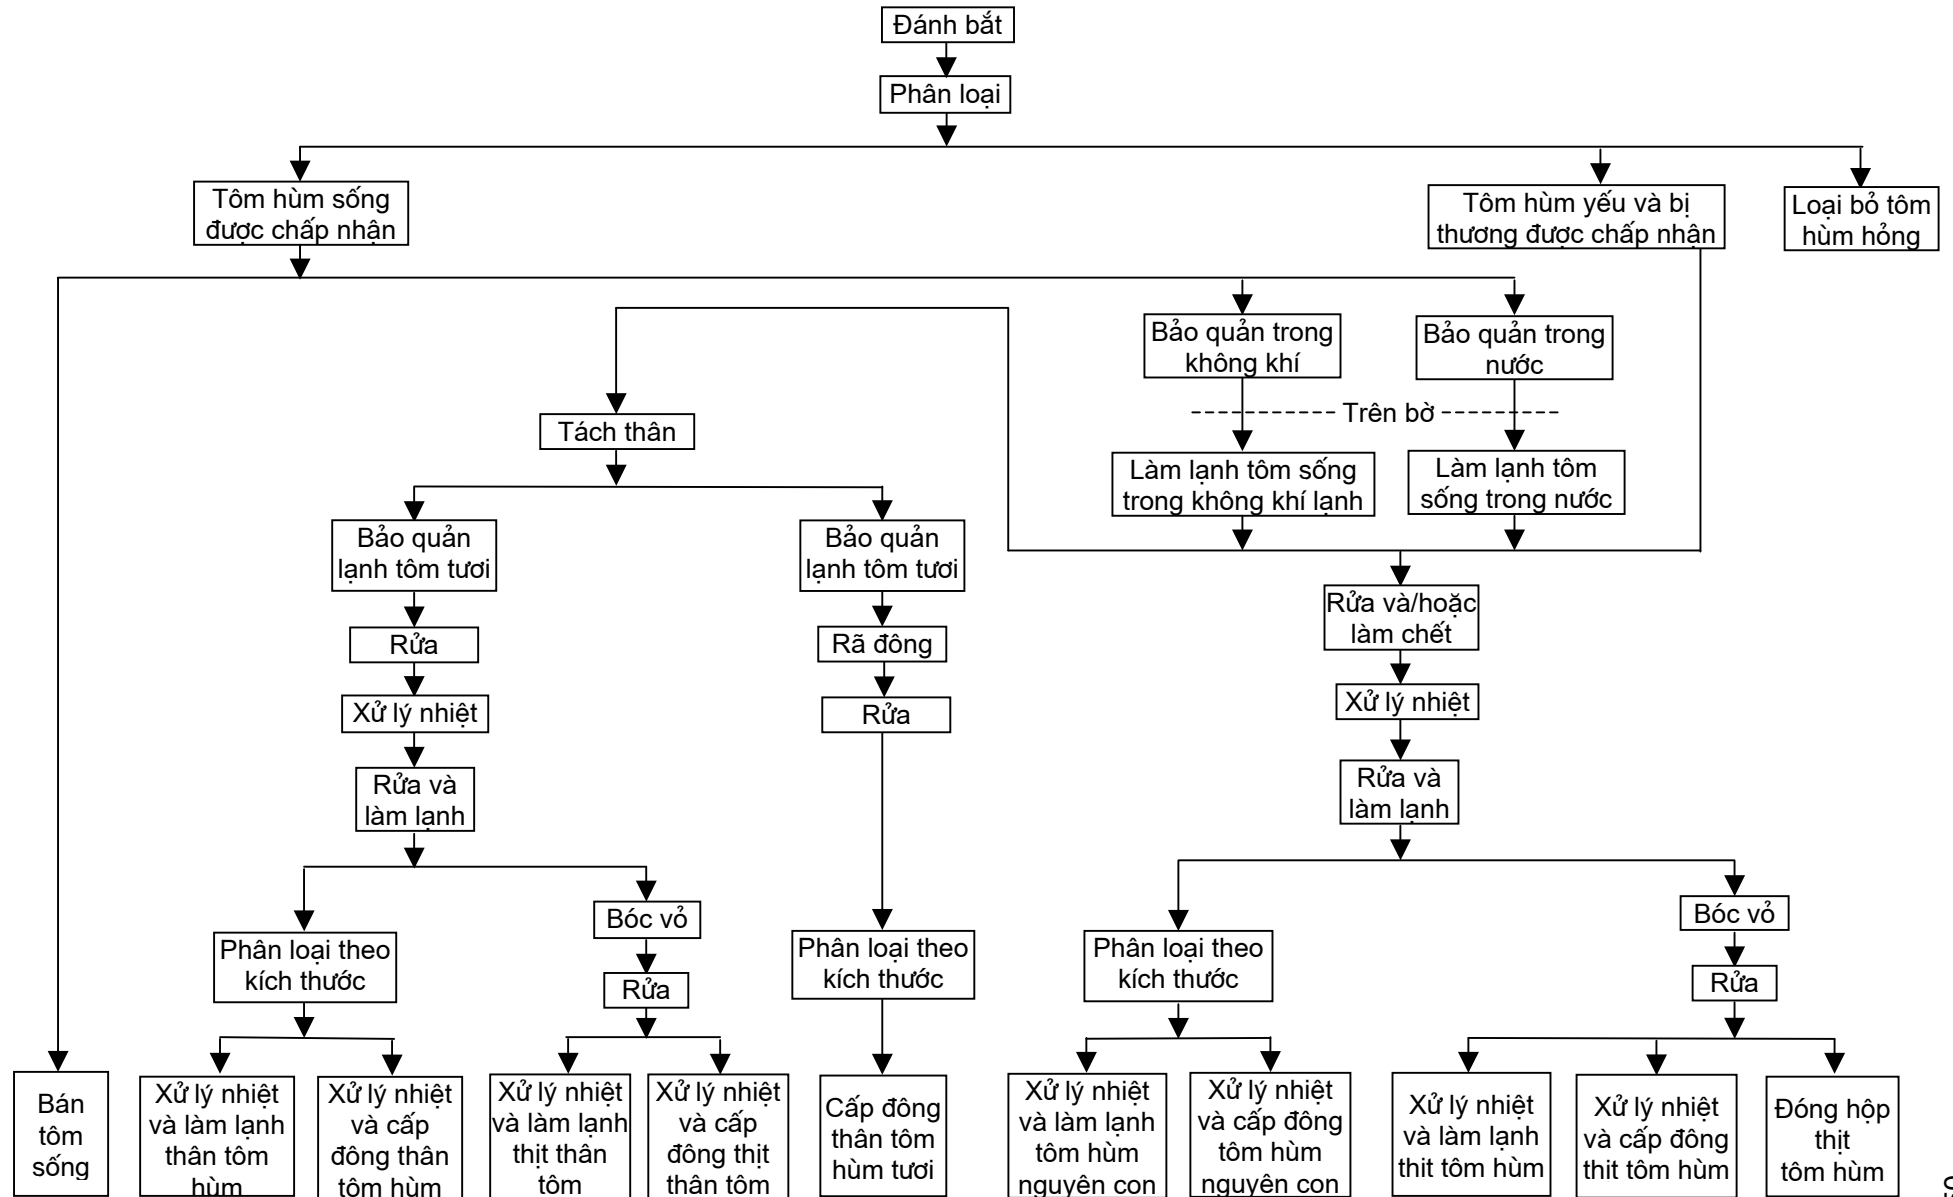 Đánh bắt
Phân loại
Tôm hùm sống
được chấp nhận
Tôm hùm yếu và bị
thương được chấp nhận
Loại bỏ tôm
hùm hỏng
Bảo quản trong
không khí
Bảo quản trong
nước
Trên bờ
Tách thân
Làm lạnh tôm sống
trong không khí lạnh
Làm lạnh tôm
sống trong nước
Bảo quản
lạnh tôm tươi
Bảo quản
lạnh tôm tươi
Rửa và/hoặc
làm chết
Rửa
Rã đông
Xử lý nhiệt
Xử lý nhiệt
Rửa
Rửa và
làm lạnh
Rửa và
làm lạnh
Bóc vỏ
Bóc vỏ
Phân loại theo
kích thước
Phân loại theo
kích thước
Phân loại theo
kích thước
Rửa
Rửa
Bán
tôm
sống
Xử lý nhiệt
và làm lạnh
thân tôm
hùm
Xử lý nhiệt
và cấp
đông thân
tôm hùm
Xử lý nhiệt
và làm lạnh
thịt thân
tôm
Xử lý nhiệt
và cấp
đông thịt
thân tôm
Cấp đông
thân tôm
hùm tươi
Xử lý nhiệt
và làm lạnh
tôm hùm
nguyên con
Xử lý nhiệt
và cấp đông
tôm hùm
nguyên con
Xử lý nhiệt
và làm lạnh
thit tôm hùm
Xử lý nhiệt
và cấp đông
thit tôm hùm
Đóng hộp
thịt
tôm hùm